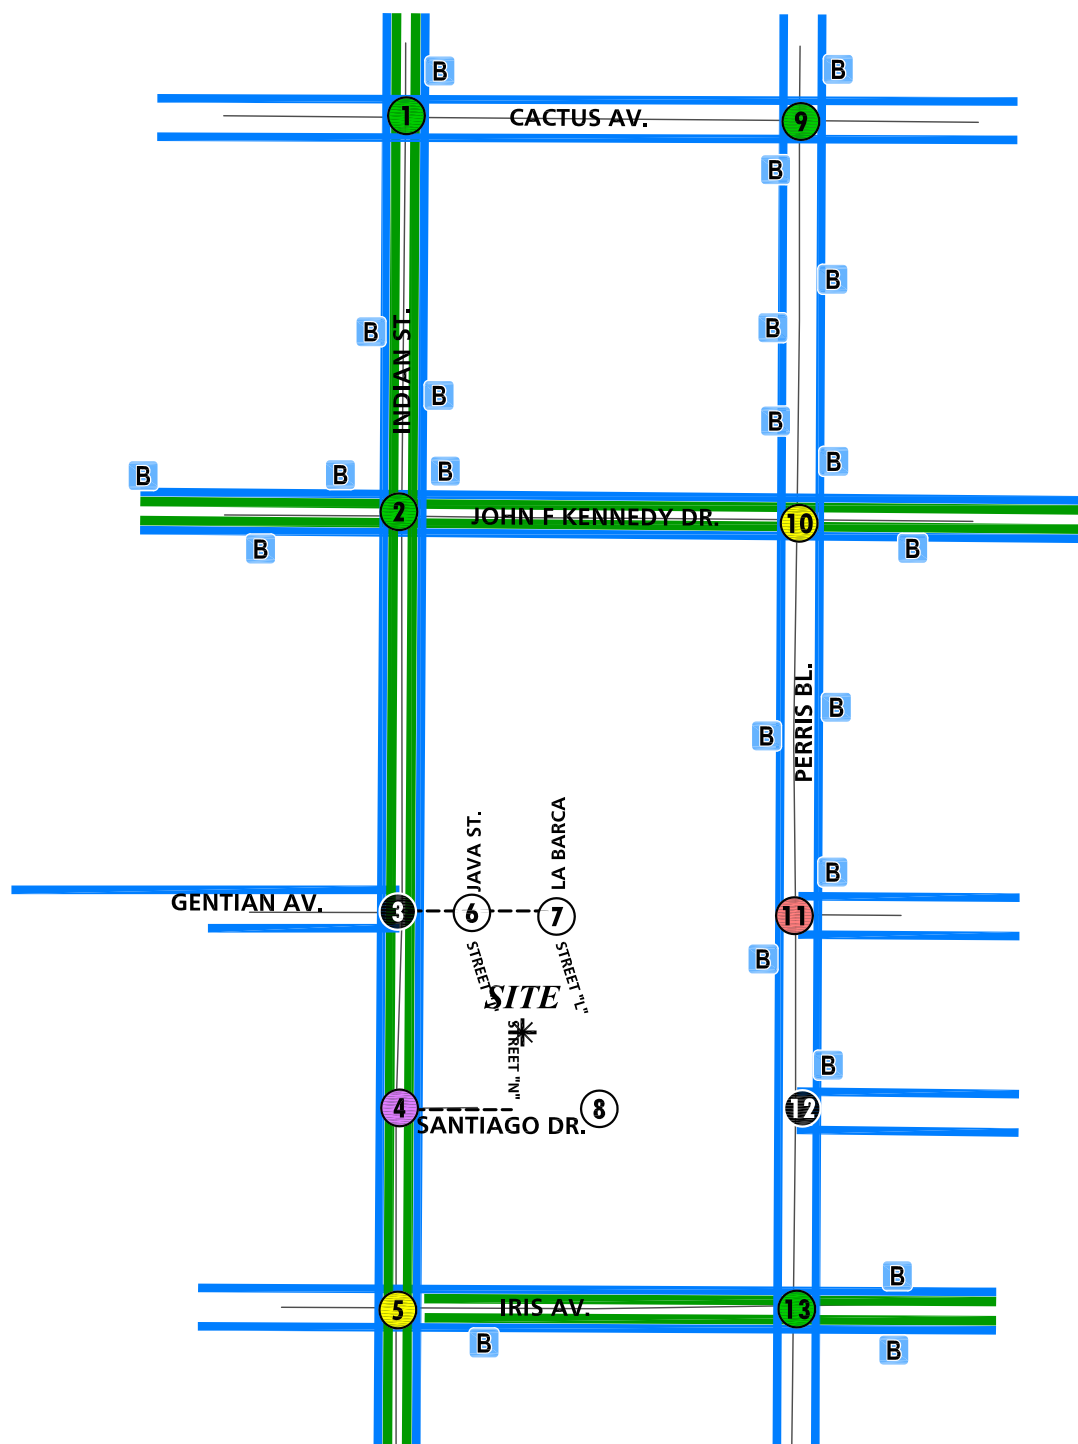 B
B
1
CACTUS AV.
9
B
B
B
INDIAN ST.
B
B
B
B
B
B
B
2
JOHN F KENNEDY DR.
10
B
B
PERRIS BL.
B
B
JAVA ST.
LA BARCA
B
GENTIAN AV.
3
6
7
11
STREET "L"
B
SITE
STREET "N"
B
4
8
12
SANTIAGO DR.
B
5
IRIS AV.
13
B
B